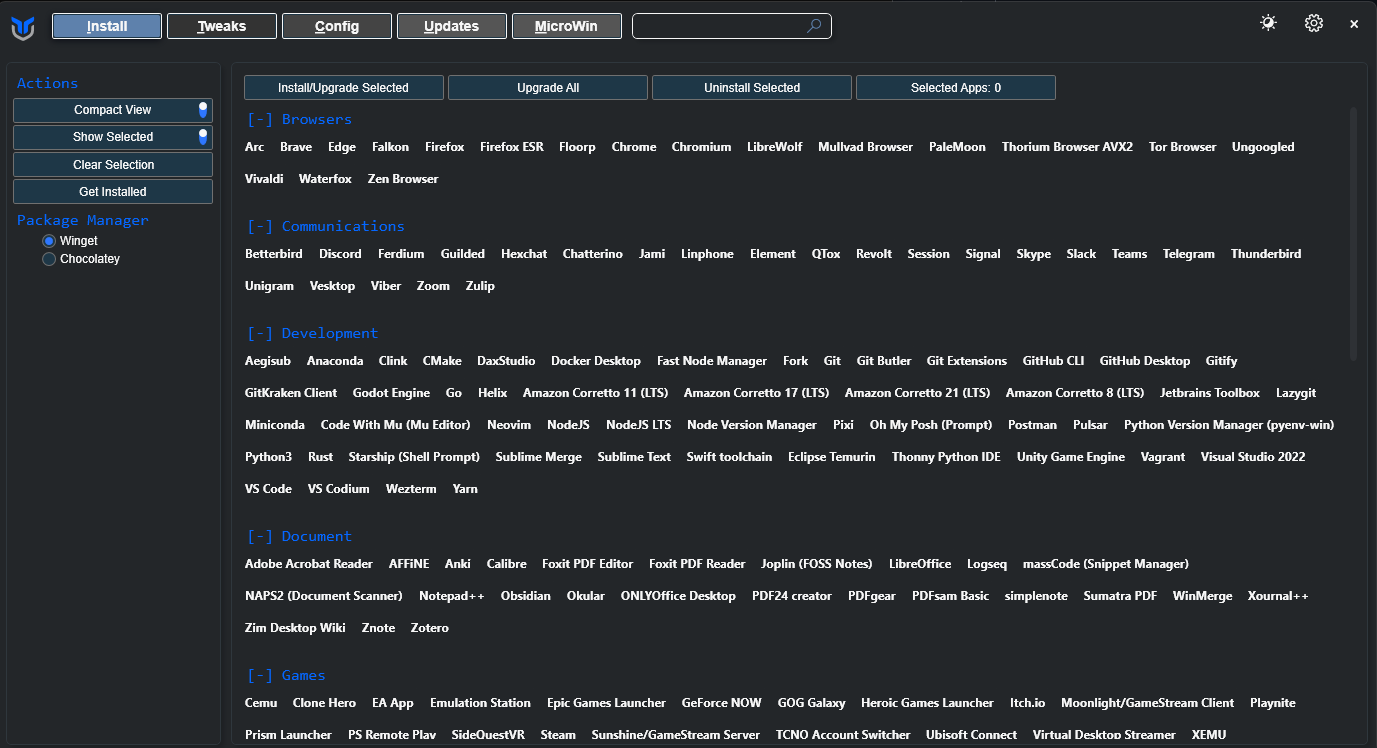 Install Tweaks Config Updates MicroWin
Actions
Compact View
Show Selected
Clear Selection
Get Installed
Package Manager
Winget
Chocolatey
Install/Upgrade Selected Upgrade All Uninstall Selected Selected Apps: 0
[-] Browsers
Arc Brave Edge Falkon Firefox Firefox ESR Floorp Chrome Chromium LibreWolf Mullvad Browser PaleMoon Thorium Browser AVX2 Tor Browser Ungoogled
Vivaldi Waterfox Zen Browser
[-] Communications
Betterbird Discord Ferdium Guilded Hexchat Chatterino Jami Linphone Element QTox Revolt Session Signal Skype Slack Teams Telegram Thunderbird
Unigram Vesktop Viber Zoom Zulip
[-] Development
Aegisub Anaconda Clink CMake DaxStudio Docker Desktop Fast Node Manager Fork Git Git Butler Git Extensions GitHub CLI GitHub Desktop Gitify
GitKraken Client Godot Engine Go Helix Amazon Corretto 11 (LTS) Amazon Corretto 17 (LTS) Amazon Corretto 21 (LTS) Amazon Corretto 8 (LTS) Jetbrains Toolbox Lazygit
Miniconda Code With Mu (Mu Editor) Neovim NodeJS NodeJS LTS Node Version Manager Pixi Oh My Posh (Prompt) Postman Pulsar Python Version Manager (pyenv-win)
Python3 Rust Starship (Shell Prompt) Sublime Merge Sublime Text Swift toolchain Eclipse Temurin Thonny Python IDE Unity Game Engine Vagrant Visual Studio 2022
VS Code VS Codium Wezterm Yarn
[-] Document
Adobe Acrobat Reader AFFiNE Anki Calibre Foxit PDF Editor Foxit PDF Reader Joplin (FOSS Notes) LibreOffice Logseq massCode (Snippet Manager)
NAPS2 (Document Scanner) Notepad++ Obsidian Okular ONLYOffice Desktop PDF24 creator PDFgear PDFsam Basic simplenote Sumatra PDF WinMerge Xournal++
Zim Desktop Wiki Znote Zotero
[-] Games
Cemu Clone Hero EA App Emulation Station Epic Games Launcher GeForce NOW GOG Galaxy Heroic Games Launcher Itch.io Moonlight/GameStream Client Playnite
Prism Launcher PS Remote Play SideQuestVR Steam Sunshine/GameStream Server TCNO Account Switcher Ubisoft Connect Virtual Desktop Streamer XEMU